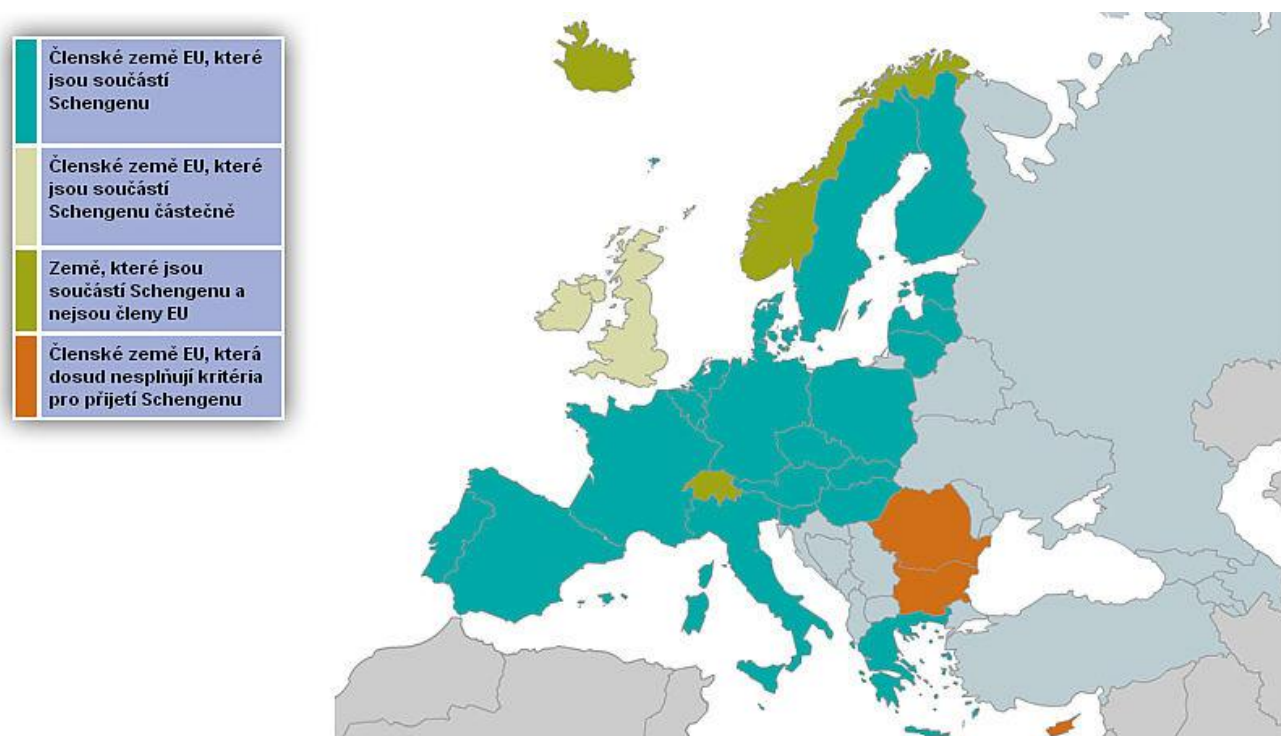 Členské země EU, které
jsou součástí
Schengenu
Členské země EU, které
jsou součástí
Schengenu částečně
Země, které jsou
součástí Schengenu a
nejsou členy EU
Členské země EU, která
dosud nesplňují kritéria
pro přijetí Schengenu